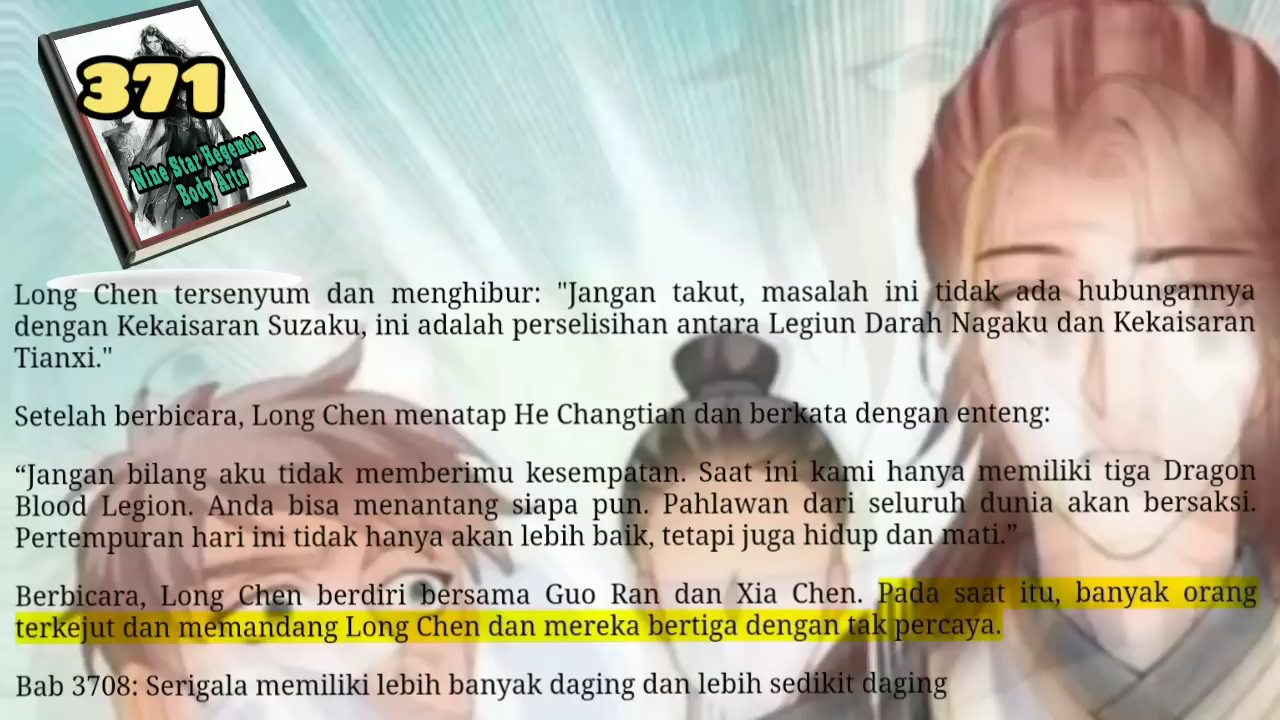 371
Nine Star Hegemon
Body Arts
Long Chen tersenyum dan menghibur: "Jangan takut, masalah ini tidak ada hubungannya
dengan Kekaisaran Suzaku, ini adalah perselisihan antara Legiun Darah Nagaku dan Kekaisaran
Tianxi."
Setelah berbicara, Long Chen menatap He Changtian dan berkata dengan enteng:
“Jangan bilang aku tidak memberimu kesempatan. Saat ini kami hanya memiliki tiga Dragon
Blood Legion. Anda bisa menantang siapa pun. Pahlawan dari seluruh dunia akan bersaksi.
Pertempuran hari ini tidak hanya akan lebih baik, tetapi juga hidup dan mati.”
Berbicara, Long Chen berdiri bersama Guo Ran dan Xia Chen. Pada saat itu, banyak orang
terkejut dan memandang Long Chen dan mereka bertiga dengan tak percaya.
Bab 3708: Serigala memiliki lebih banyak daging dan lebih sedikit daging